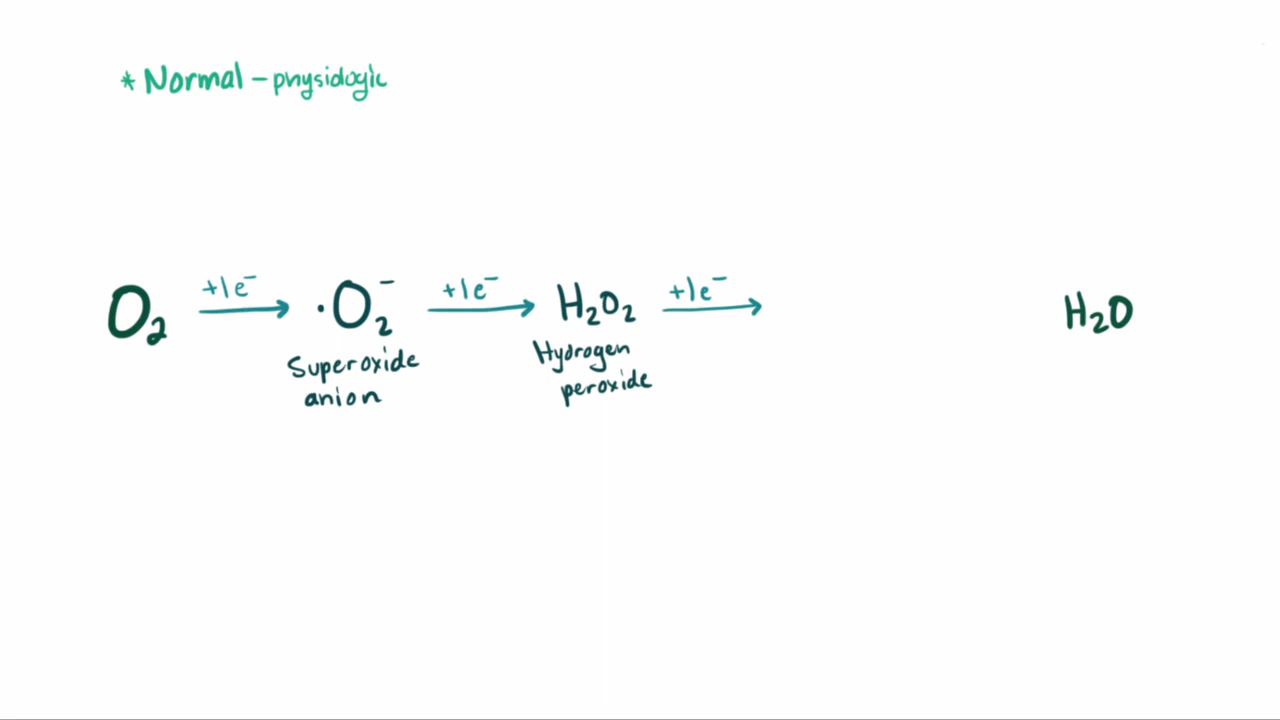 * Normal – physiologic
O₂ +1e⁻ → ·O₂⁻ +1e⁻ → H₂O₂ +1e⁻ → H₂O
Superoxide anion
Hydrogen peroxide